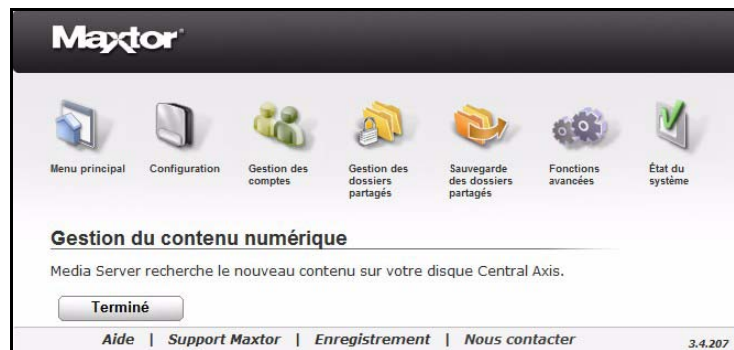 Maxtor
Menu principal
Configuration
Gestion des
comptes
Gestion des
dossiers
partagés
Sauvegarde
des dossiers
partagés
Fonctions
avancées
État du
système
Gestion du contenu numérique
Media Server recherche le nouveau contenu sur votre disque Central Axis.
Terminé
Aide | Support Maxtor | Enregistrement | Nous contacter
3.4.207